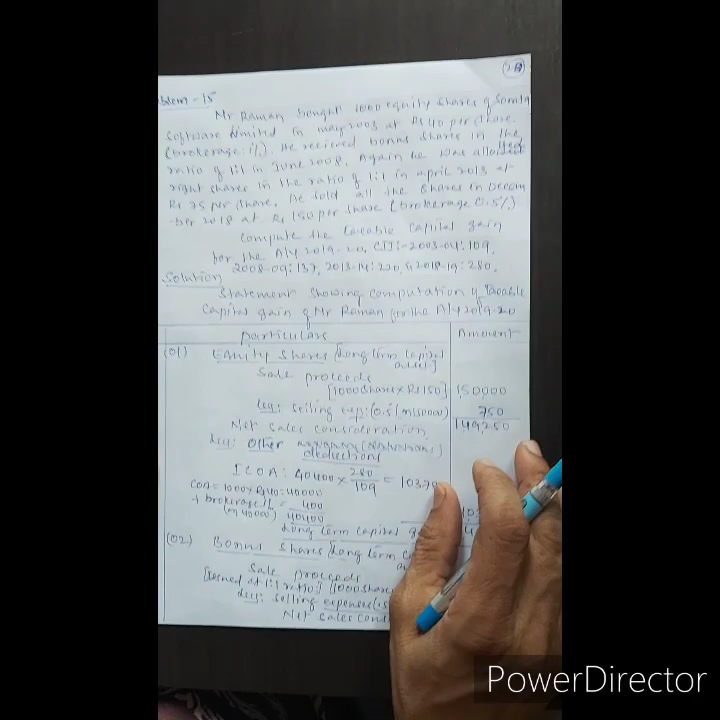 (28)
blem-15
Mr Raman bought 1000 equity shares of Sonata
software limited in may 2003 at Rs 40 per share
(brokerage: 1%). He recieved bonus shares in the
ratio of 1:1 in June 2008. Again he was allotted
right shares in the ratio of 1:1 in april 2013 at
Rs 75 per share. He sold all the shares in Decem
-ber 2018 at Rs 150 per share (brokerage 0.5%)
compute the taxable capital gain
for the A/y 2019-20, CII:-2003-04: 109,
2008-09: 137, 2013-14: 220, & 2018-19: 280.
Solution
Statement showing computation of Taxable
Capital gain of Mr Raman for the A/y 2019-20
Particulars Amount
(01) Equity shares [Long term capital
asset]
Sale proceeds
[1000 share x Rs 150] 150000
Less: selling exp: (0.5% on 150000) 750
Net sales consideration 149250
Less: Other
deductions
ICOA: 40400 x 280/109 = 10378
COA = 1000 x Rs 40 = 40000
+ brokerage 1% = 400
(on 40000) 40400
Long term capital
(02) Bonus shares [Long term
Sale proceeds
[Issued at 1:1 ratio] [1000 share
Less: selling expenses
Net sales cons
PowerDirector